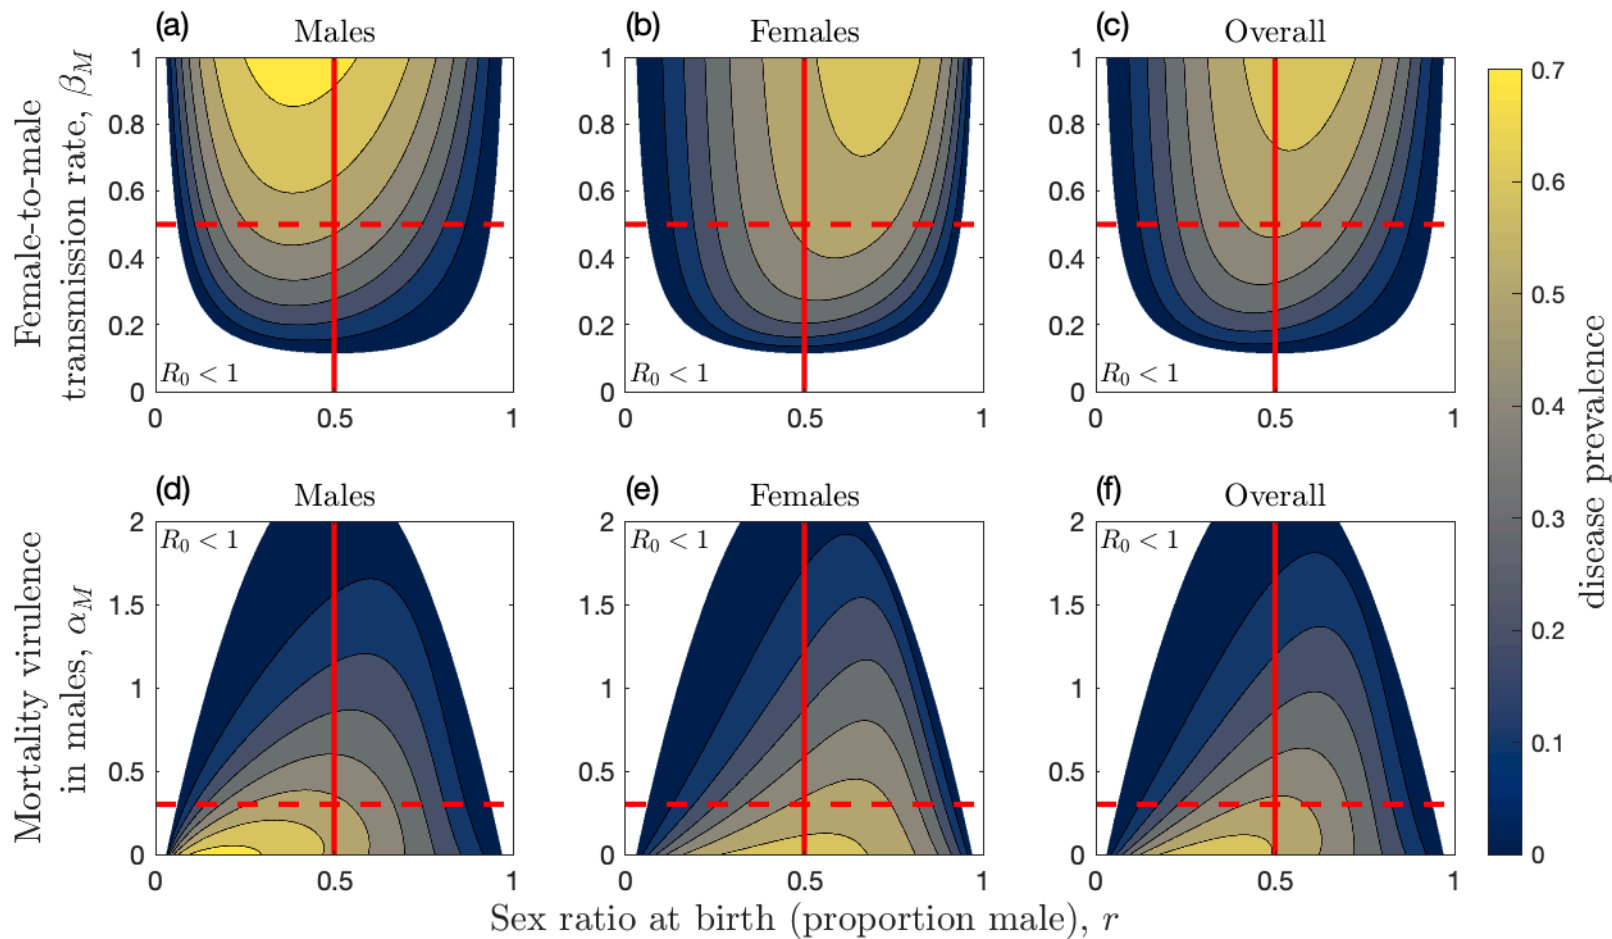 (a) Males
(b) Females
(c) Overall
Female-to-male
transmission rate, β_M
1
0.8
0.6
0.4
0.2
0
R₀ < 1
0 0.5 1
1
0.8
0.6
0.4
0.2
0
R₀ < 1
0 0.5 1
1
0.8
0.6
0.4
0.2
0
R₀ < 1
0 0.5 1
(d) Males
(e) Females
(f) Overall
Mortality virulence
in males, α_M
2
1.5
1
0.5
0
R₀ < 1
0 0.5 1
2
1.5
1
0.5
0
R₀ < 1
0 0.5 1
2
1.5
1
0.5
0
R₀ < 1
0 0.5 1
Sex ratio at birth (proportion male), r
0.7
0.6
0.5
0.4
0.3
0.2
0.1
0
disease prevalence